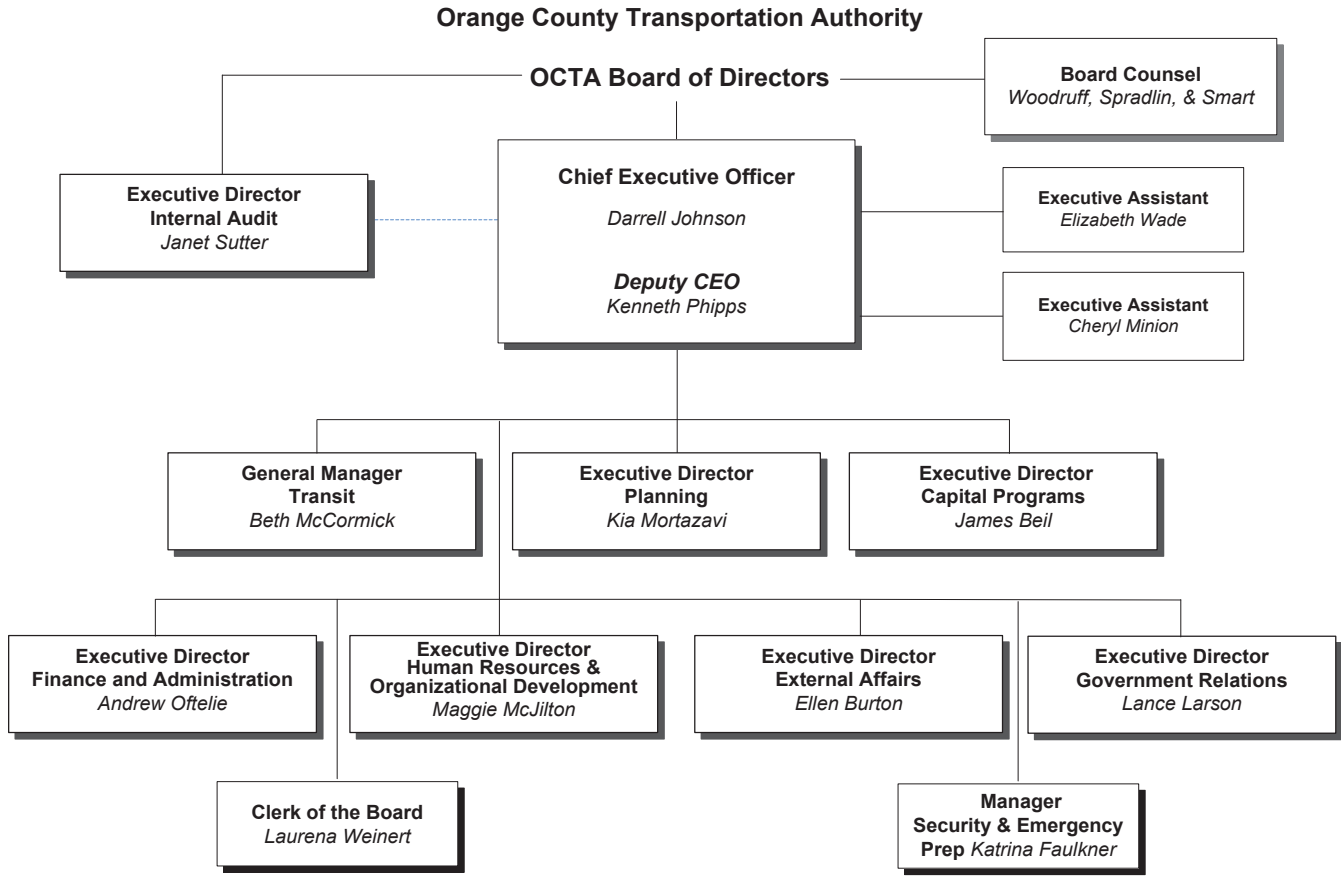 Orange County Transportation Authority
OCTA Board of Directors
Board Counsel
Woodruff, Spradlin, & Smart
Chief Executive Officer
Darrell Johnson
Deputy CEO
Kenneth Phipps
Executive Director
Internal Audit
Janet Sutter
Executive Assistant
Elizabeth Wade
Executive Assistant
Cheryl Minion
General Manager
Transit
Beth McCormick
Executive Director
Planning
Kia Mortazavi
Executive Director
Capital Programs
James Beil
Executive Director
Finance and Administration
Andrew Oftelie
Executive Director
Human Resources &
Organizational Development
Maggie McJilton
Executive Director
External Affairs
Ellen Burton
Executive Director
Government Relations
Lance Larson
Clerk of the Board
Laurena Weinert
Manager
Security & Emergency
Prep Katrina Faulkner